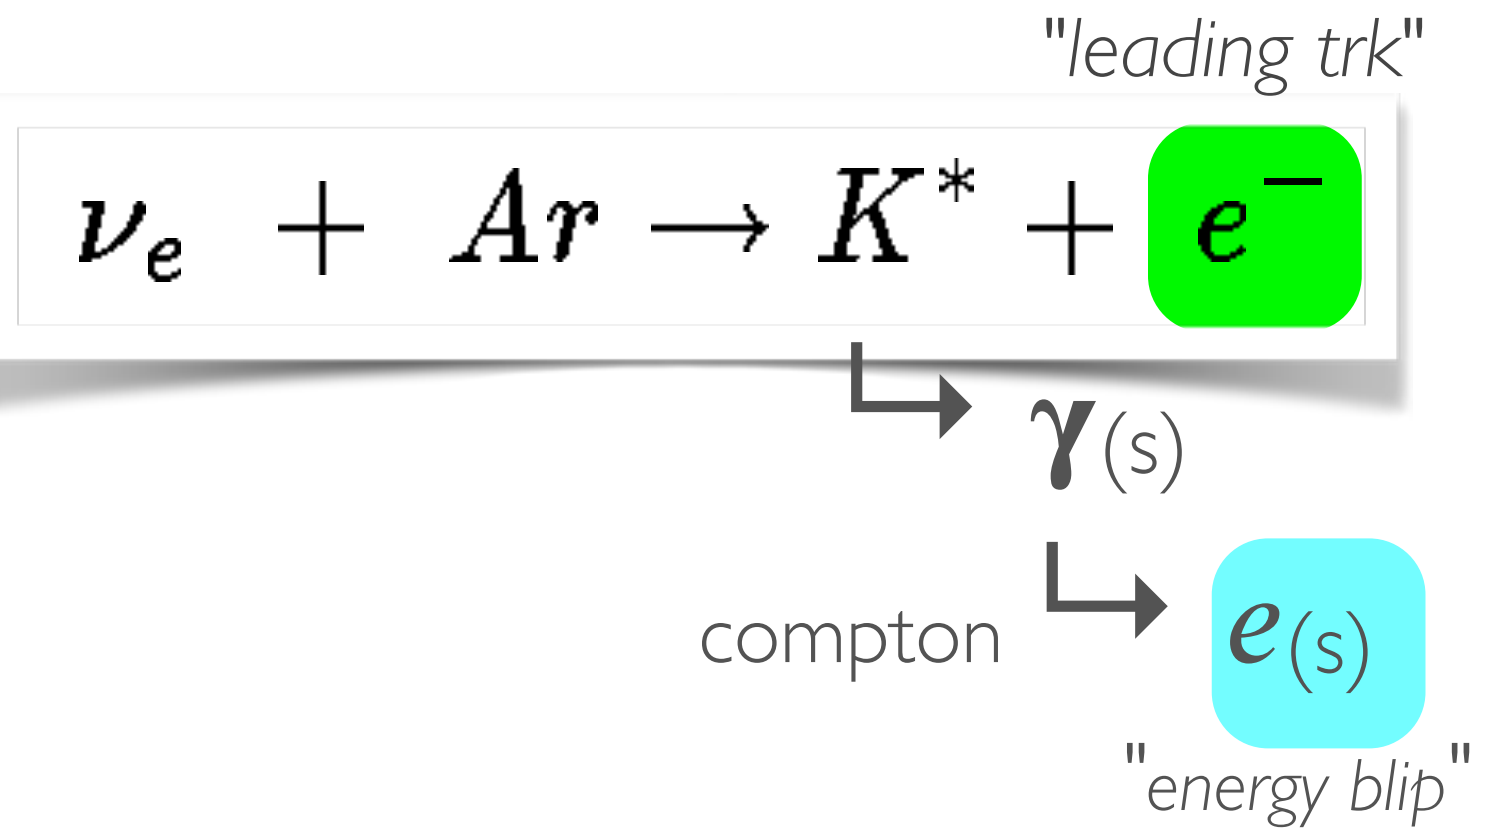 "leading trk"
νₑ + Ar → K* + e⁻
γ(s)
compton e(s)
"energy blip"